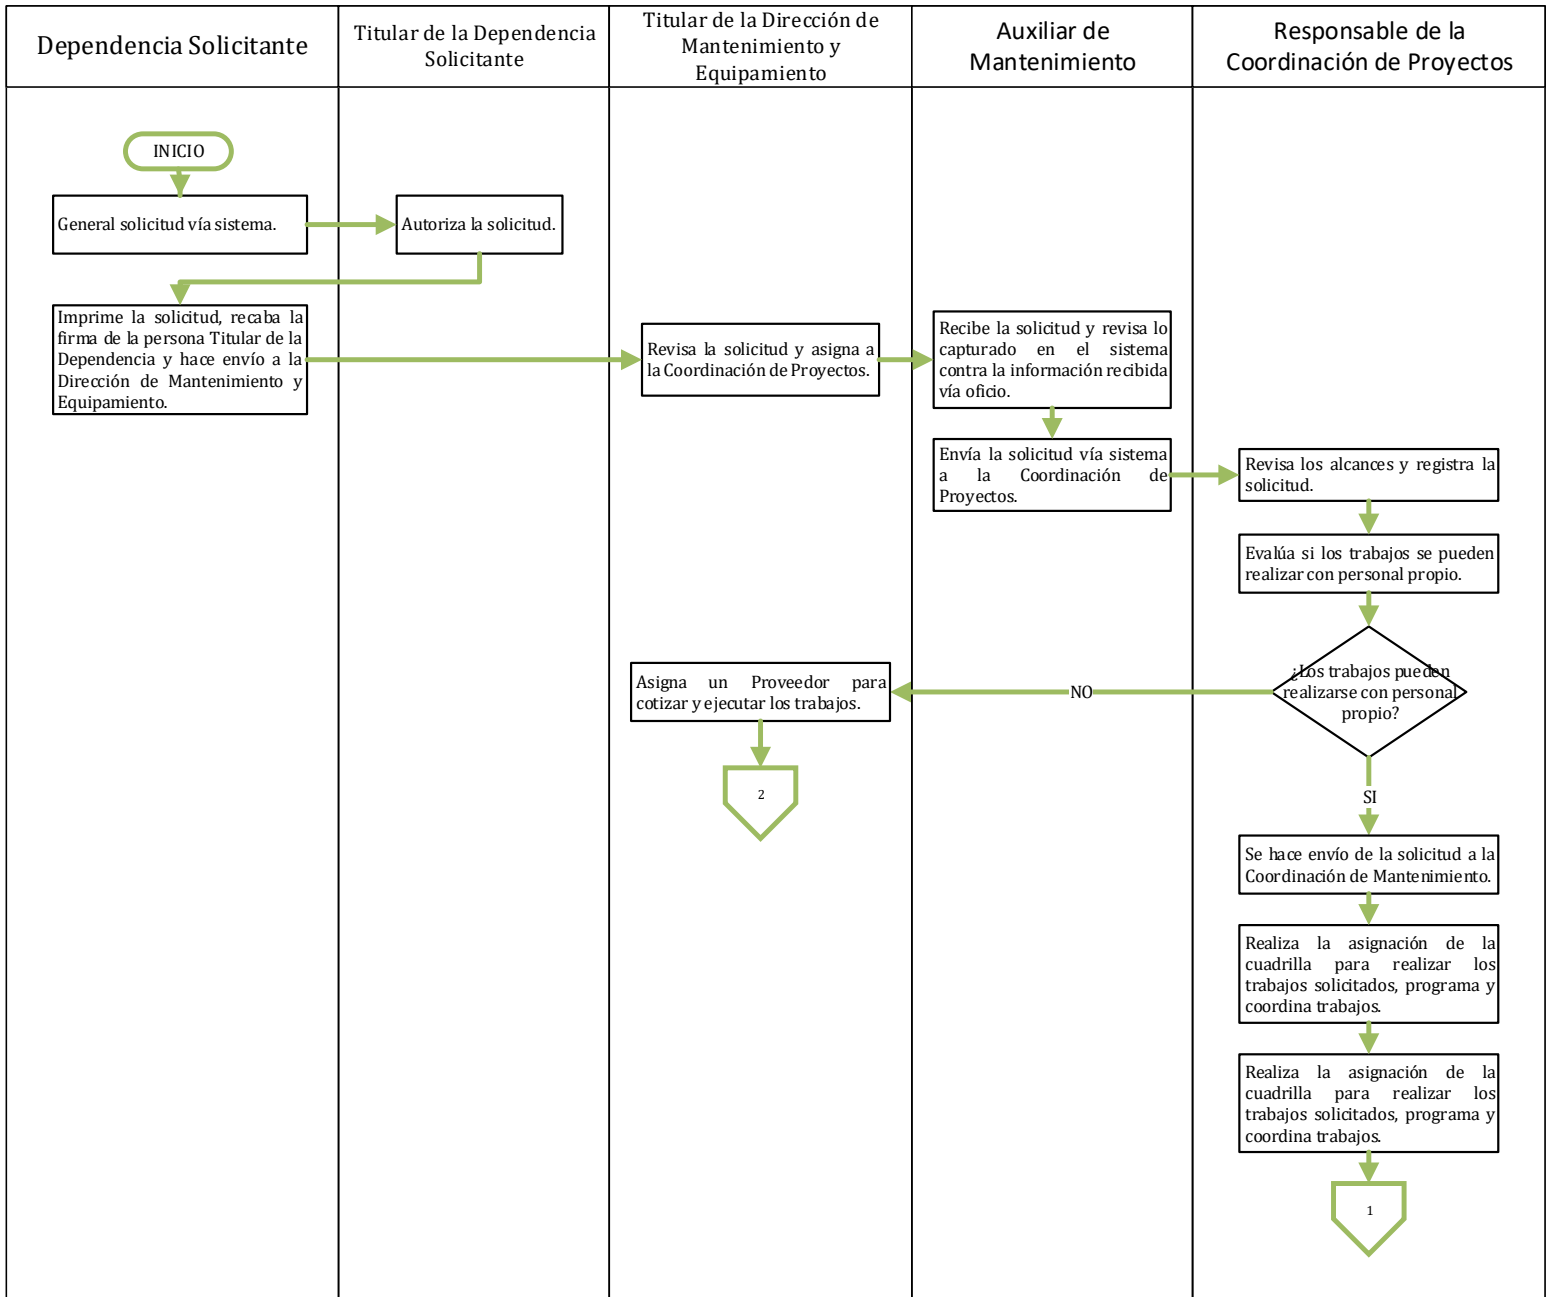 Dependencia Solicitante
Titular de la Dependencia
Solicitante
Titular de la Dirección de
Mantenimiento y
Equipamiento
Auxiliar de
Mantenimiento
Responsable de la
Coordinación de Proyectos
INICIO
General solicitud vía sistema.
Autoriza la solicitud.
Imprime la solicitud, recaba la
firma de la persona Titular de la
Dependencia y hace envío a la
Dirección de Mantenimiento y
Equipamiento.
Revisa la solicitud y asigna a
la Coordinación de Proyectos.
Recibe la solicitud y revisa lo
capturado en el sistema
contra la información recibida
vía oficio.
Envía la solicitud vía sistema
a la Coordinación de
Proyectos.
Revisa los alcances y registra la
solicitud.
Evalúa si los trabajos se pueden
realizar con personal propio.
¿Los trabajos pueden
realizarse con personal
propio?
NO
Asigna un Proveedor para
cotizar y ejecutar los trabajos.
2
SI
Se hace envío de la solicitud a la
Coordinación de Mantenimiento.
Realiza la asignación de la
cuadrilla para realizar los
trabajos solicitados, programa y
coordina trabajos.
Realiza la asignación de la
cuadrilla para realizar los
trabajos solicitados, programa y
coordina trabajos.
1